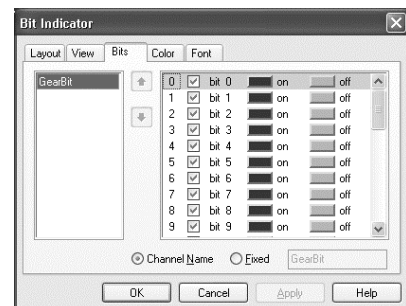 Bit Indicator
Layout View Bits Color Font
GearBit
0 bit 0 on off
1 bit 1 on off
2 bit 2 on off
3 bit 3 on off
4 bit 4 on off
5 bit 5 on off
6 bit 6 on off
7 bit 7 on off
8 bit 8 on off
9 bit 9 on off
Channel Name Fixed GearBit
OK Cancel Apply Help